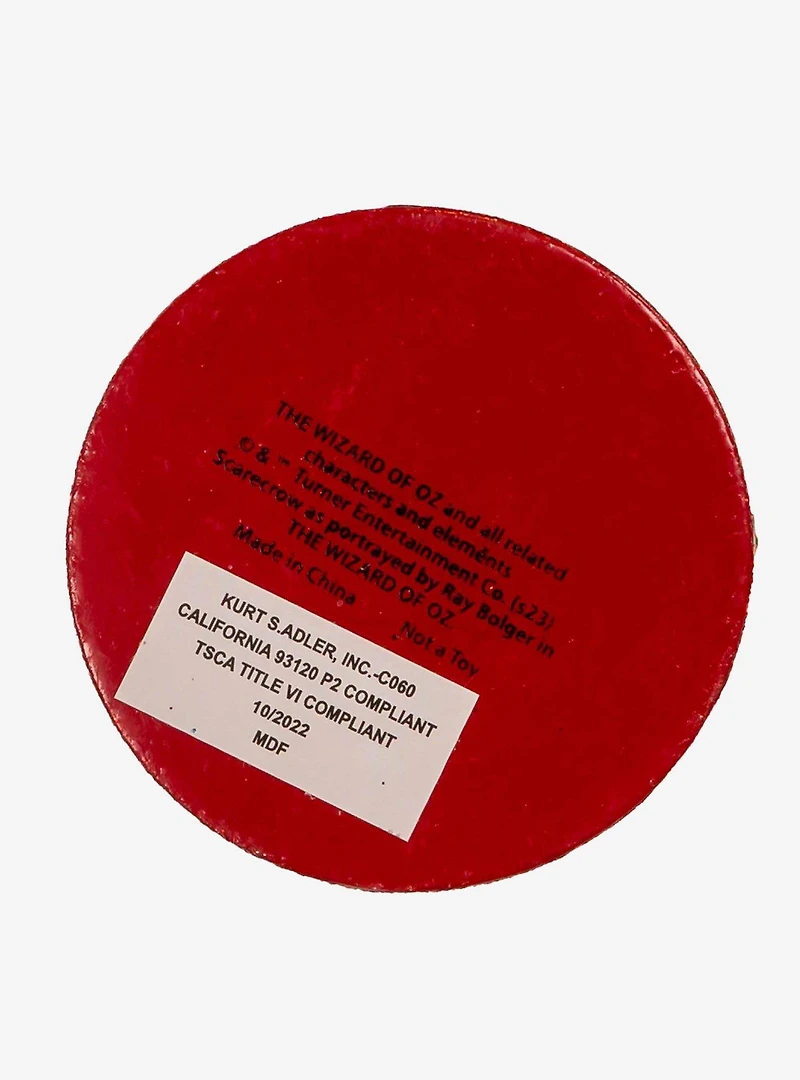 THE WIZARD OF OZ and all related
characters and elements
© & ™ Turner Entertainment Co. (s23)
Scarecrow as portrayed by Ray Bolger in
THE WIZARD OF OZ.
Made in China Not a Toy
KURT S.ADLER, INC.-C060
CALIFORNIA 93120 P2 COMPLIANT
TSCA TITLE VI COMPLIANT
10/2022
MDF